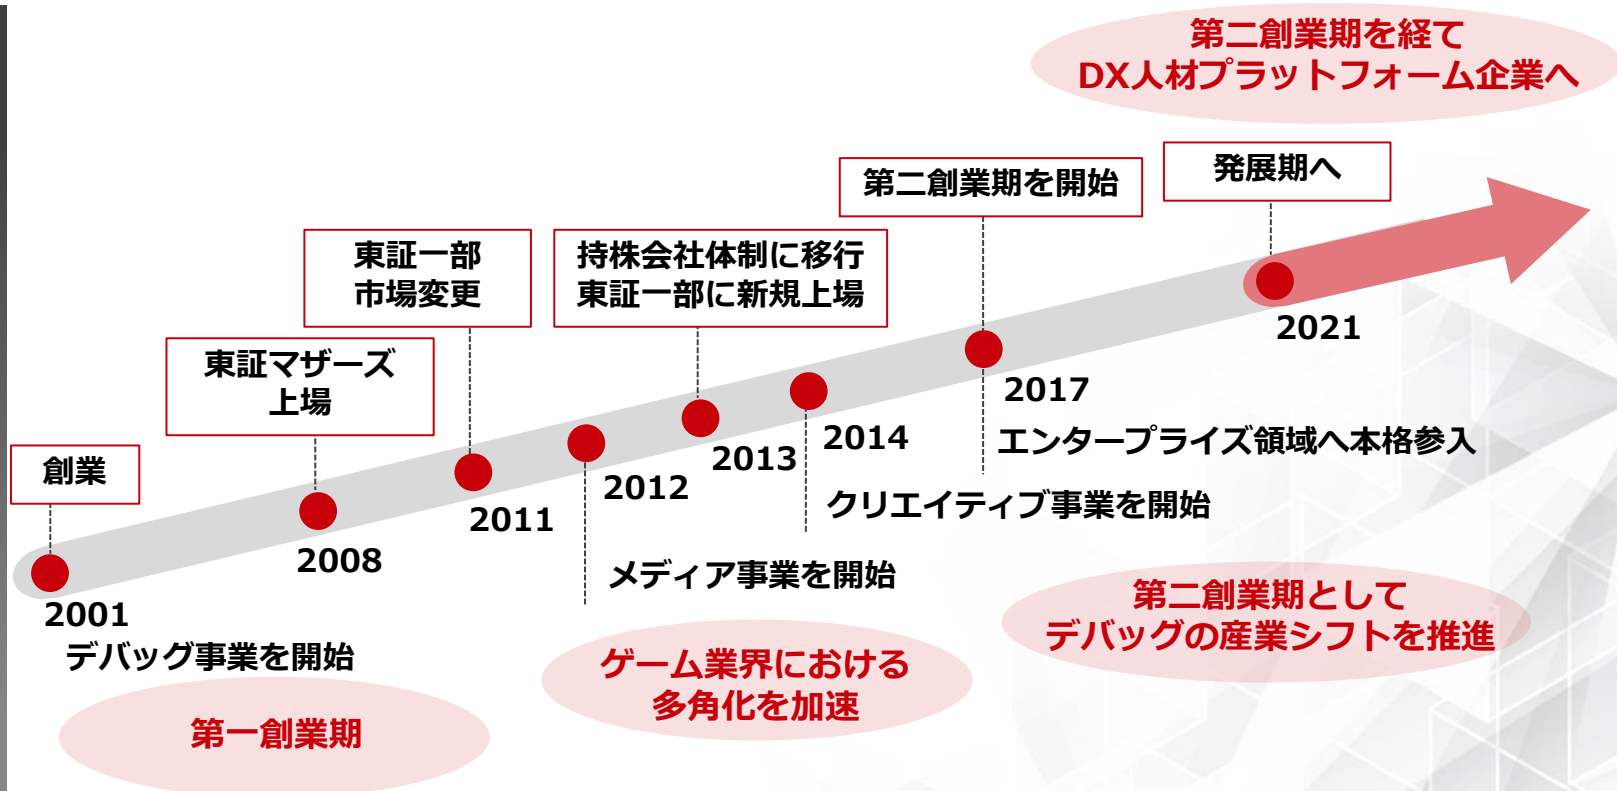 第二創業期を経て
DX人材プラットフォーム企業へ
発展期へ
第二創業期を開始
持株会社体制に移行
東証一部に新規上場
東証一部
市場変更
東証マザーズ
上場
創業
2001
デバッグ事業を開始
2008
2011
2012
メディア事業を開始
2013
2014
クリエイティブ事業を開始
2017
エンタープライズ領域へ本格参入
2021
第一創業期
ゲーム業界における
多角化を加速
第二創業期として
デバッグの産業シフトを推進